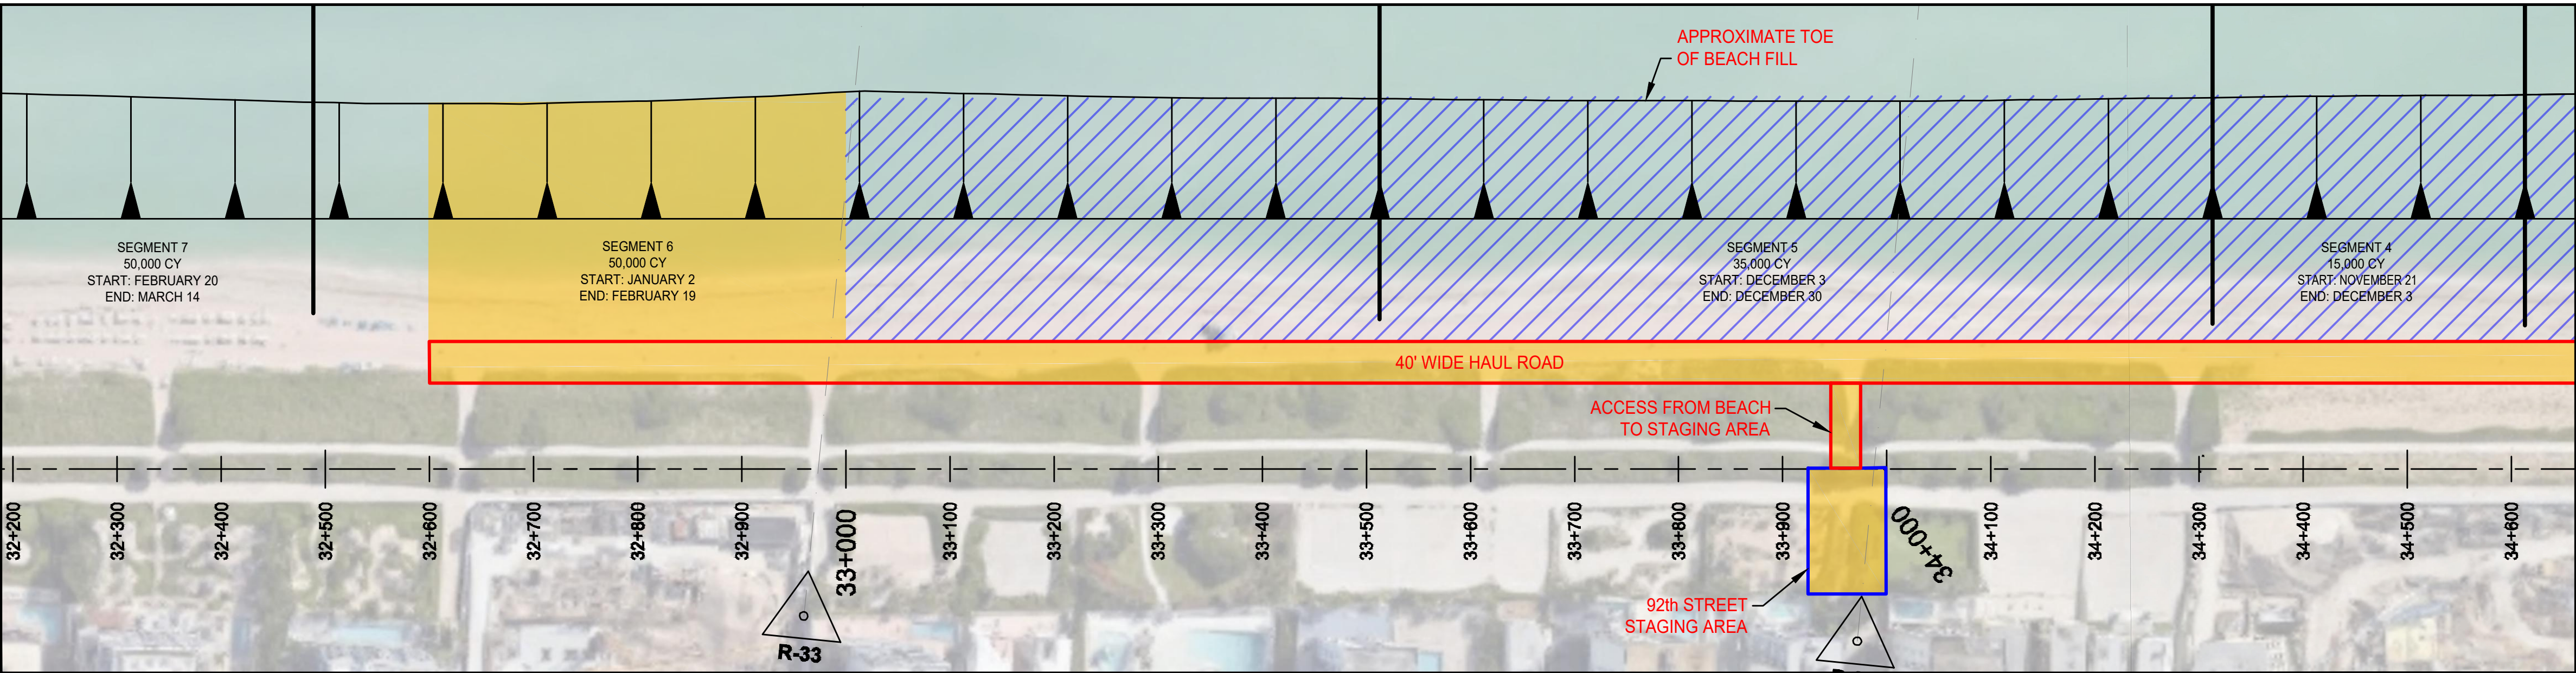 APPROXIMATE TOE
OF BEACH FILL
SEGMENT 7
50,000 CY
START: FEBRUARY 20
END: MARCH 14
SEGMENT 6
50,000 CY
START: JANUARY 2
END: FEBRUARY 19
SEGMENT 5
35,000 CY
START: DECEMBER 3
END: DECEMBER 30
SEGMENT 4
15,000 CY
START: NOVEMBER 21
END: DECEMBER 3
40' WIDE HAUL ROAD
ACCESS FROM BEACH
TO STAGING AREA
32+200
32+300
32+400
32+500
32+600
32+700
32+800
32+900
33+000
33+100
33+200
33+300
33+400
33+500
33+600
33+700
33+800
33+900
34+000
34+100
34+200
34+300
34+400
34+500
34+600
92th STREET
STAGING AREA
R-33